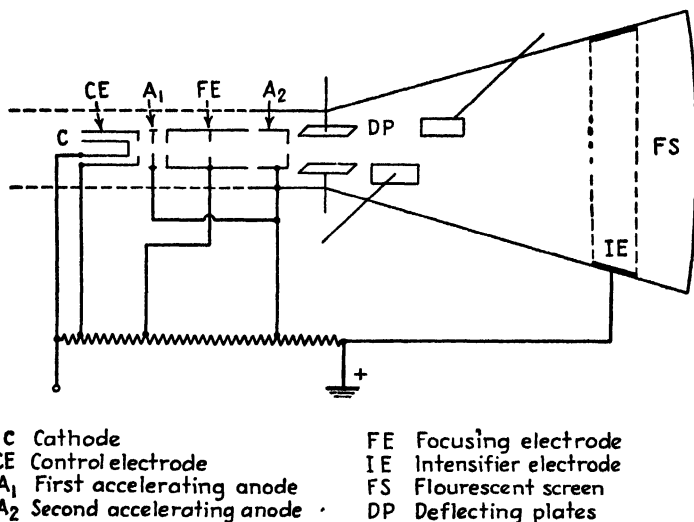 CE A₁ FE A₂
C DP FS
IE
+
C Cathode
CE Control electrode
A₁ First accelerating anode
A₂ Second accelerating anode
FE Focusing electrode
IE Intensifier electrode
FS Flourescent screen
DP Deflecting plates